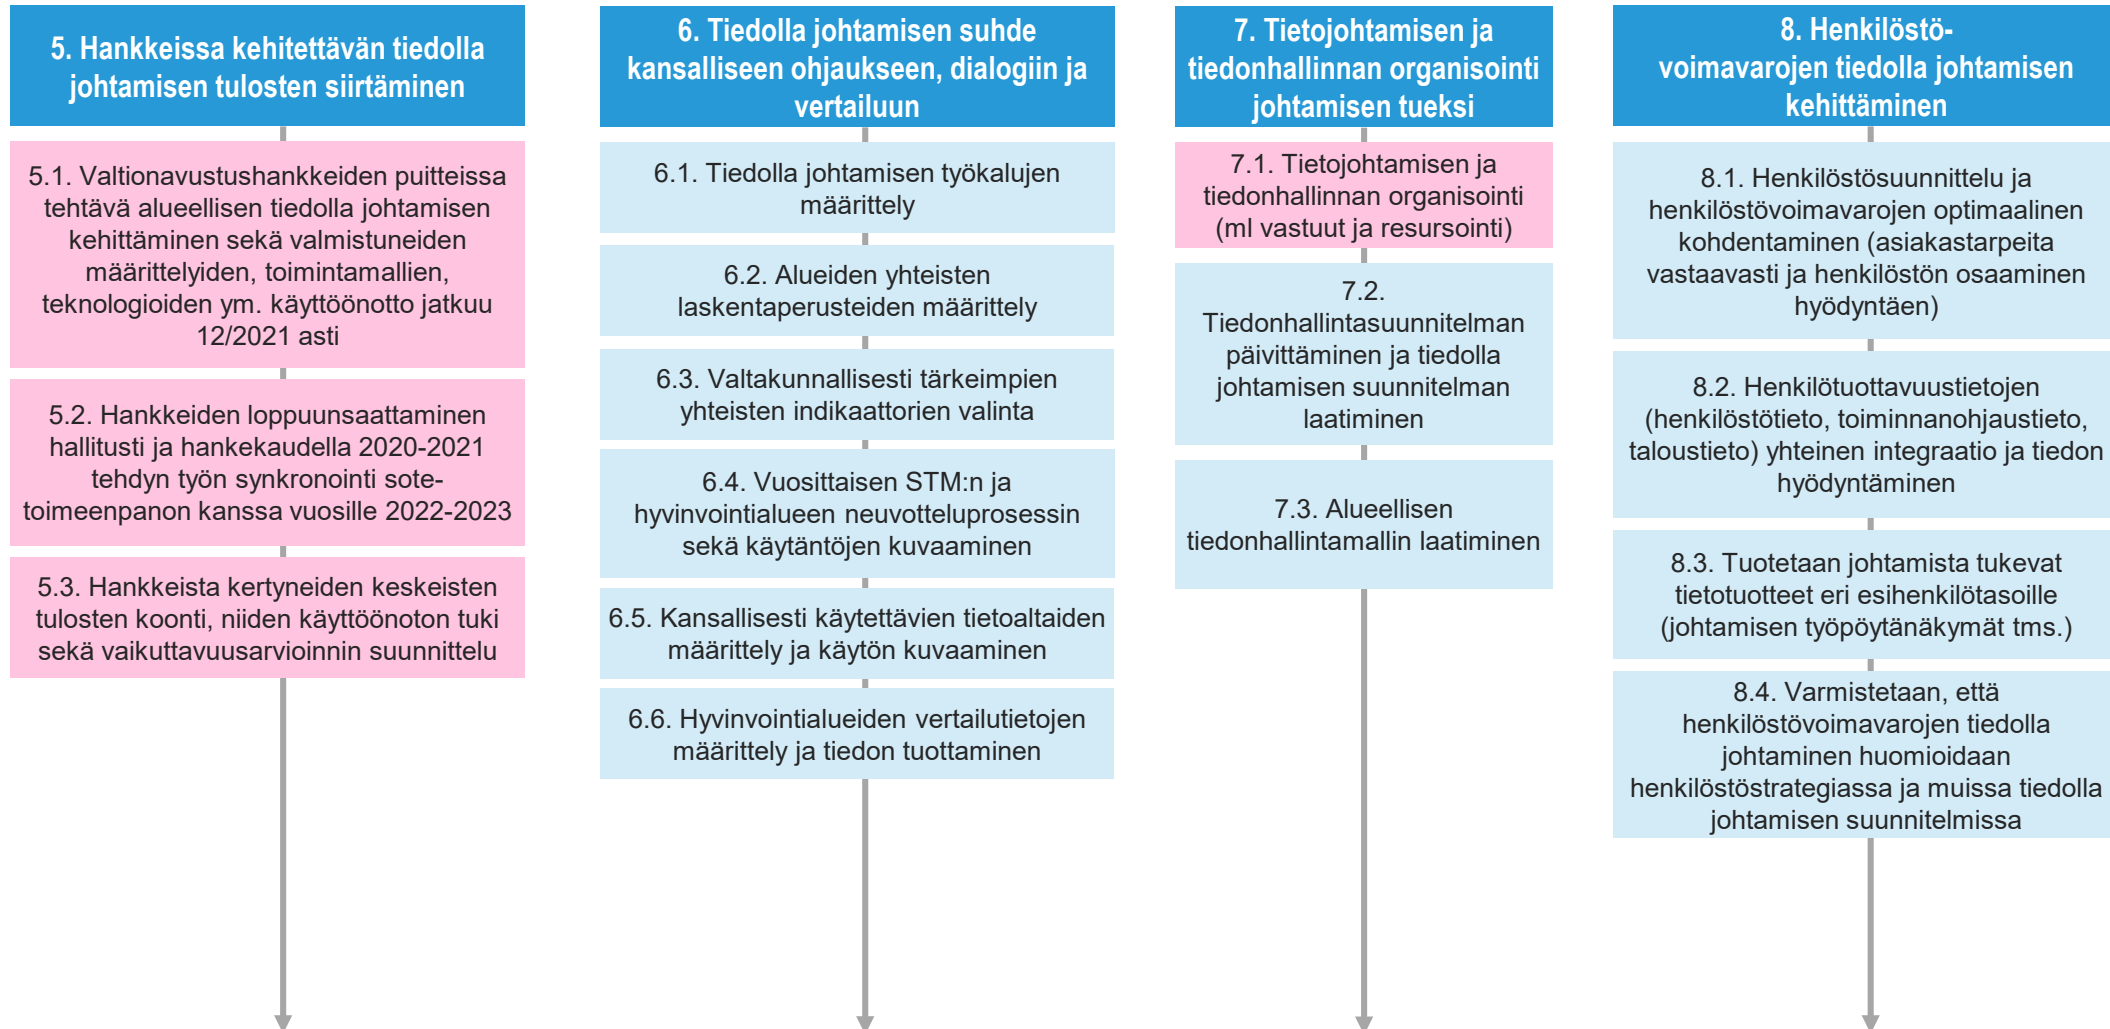 5. Hankkeissa kehitettävän tiedolla
johtamisen tulosten siirtäminen
5.1. Valtionavustushankkeiden puitteissa
tehtävä alueellisen tiedolla johtamisen
kehittäminen sekä valmistuneiden
määrittelyiden, toimintamallien,
teknologioiden ym. käyttöönotto jatkuu
12/2021 asti
5.2. Hankkeiden loppuunsaattaminen
hallitusti ja hankekaudella 2020-2021
tehdyn työn synkronointi sote-
toimeenpanon kanssa vuosille 2022-2023
5.3. Hankkeista kertyneiden keskeisten
tulosten koonti, niiden käyttöönoton tuki
sekä vaikuttavuusarvioinnin suunnittelu
6. Tiedolla johtamisen suhde
kansalliseen ohjaukseen, dialogiin ja
vertailuun
6.1. Tiedolla johtamisen työkalujen
määrittely
6.2. Alueiden yhteisten
laskentaperusteiden määrittely
6.3. Valtakunnallisesti tärkeimpien
yhteisten indikaattorien valinta
6.4. Vuosittaisen STM:n ja
hyvinvointialueen neuvotteluprosessin
sekä käytäntöjen kuvaaminen
6.5. Kansallisesti käytettävien tietoaltaiden
määrittely ja käytön kuvaaminen
6.6. Hyvinvointialueiden vertailutietojen
määrittely ja tiedon tuottaminen
7. Tietojohtamisen ja
tiedonhallinnan organisointi
johtamisen tueksi
7.1. Tietojohtamisen ja
tiedonhallinnan organisointi
(ml vastuut ja resursointi)
7.2.
Tiedonhallintasuunnitelman
päivittäminen ja tiedolla
johtamisen suunnitelman
laatiminen
7.3. Alueellisen
tiedonhallintamallin laatiminen
8. Henkilöstö-
voimavarojen tiedolla johtamisen
kehittäminen
8.1. Henkilöstösuunnittelu ja
henkilöstövoimavarojen optimaalinen
kohdentaminen (asiakastarpeita
vastaavasti ja henkilöstön osaaminen
hyödyntäen)
8.2. Henkilötuottavuustietojen
(henkilöstötieto, toiminnanohjaustieto,
taloustieto) yhteinen integraatio ja tiedon
hyödyntäminen
8.3. Tuotetaan johtamista tukevat
tietotuotteet eri esihenkilötasoille
(johtamisen työpöytänäkymät tms.)
8.4. Varmistetaan, että
henkilöstövoimavarojen tiedolla
johtaminen huomioidaan
henkilöstöstrategiassa ja muissa tiedolla
johtamisen suunnitelmissa